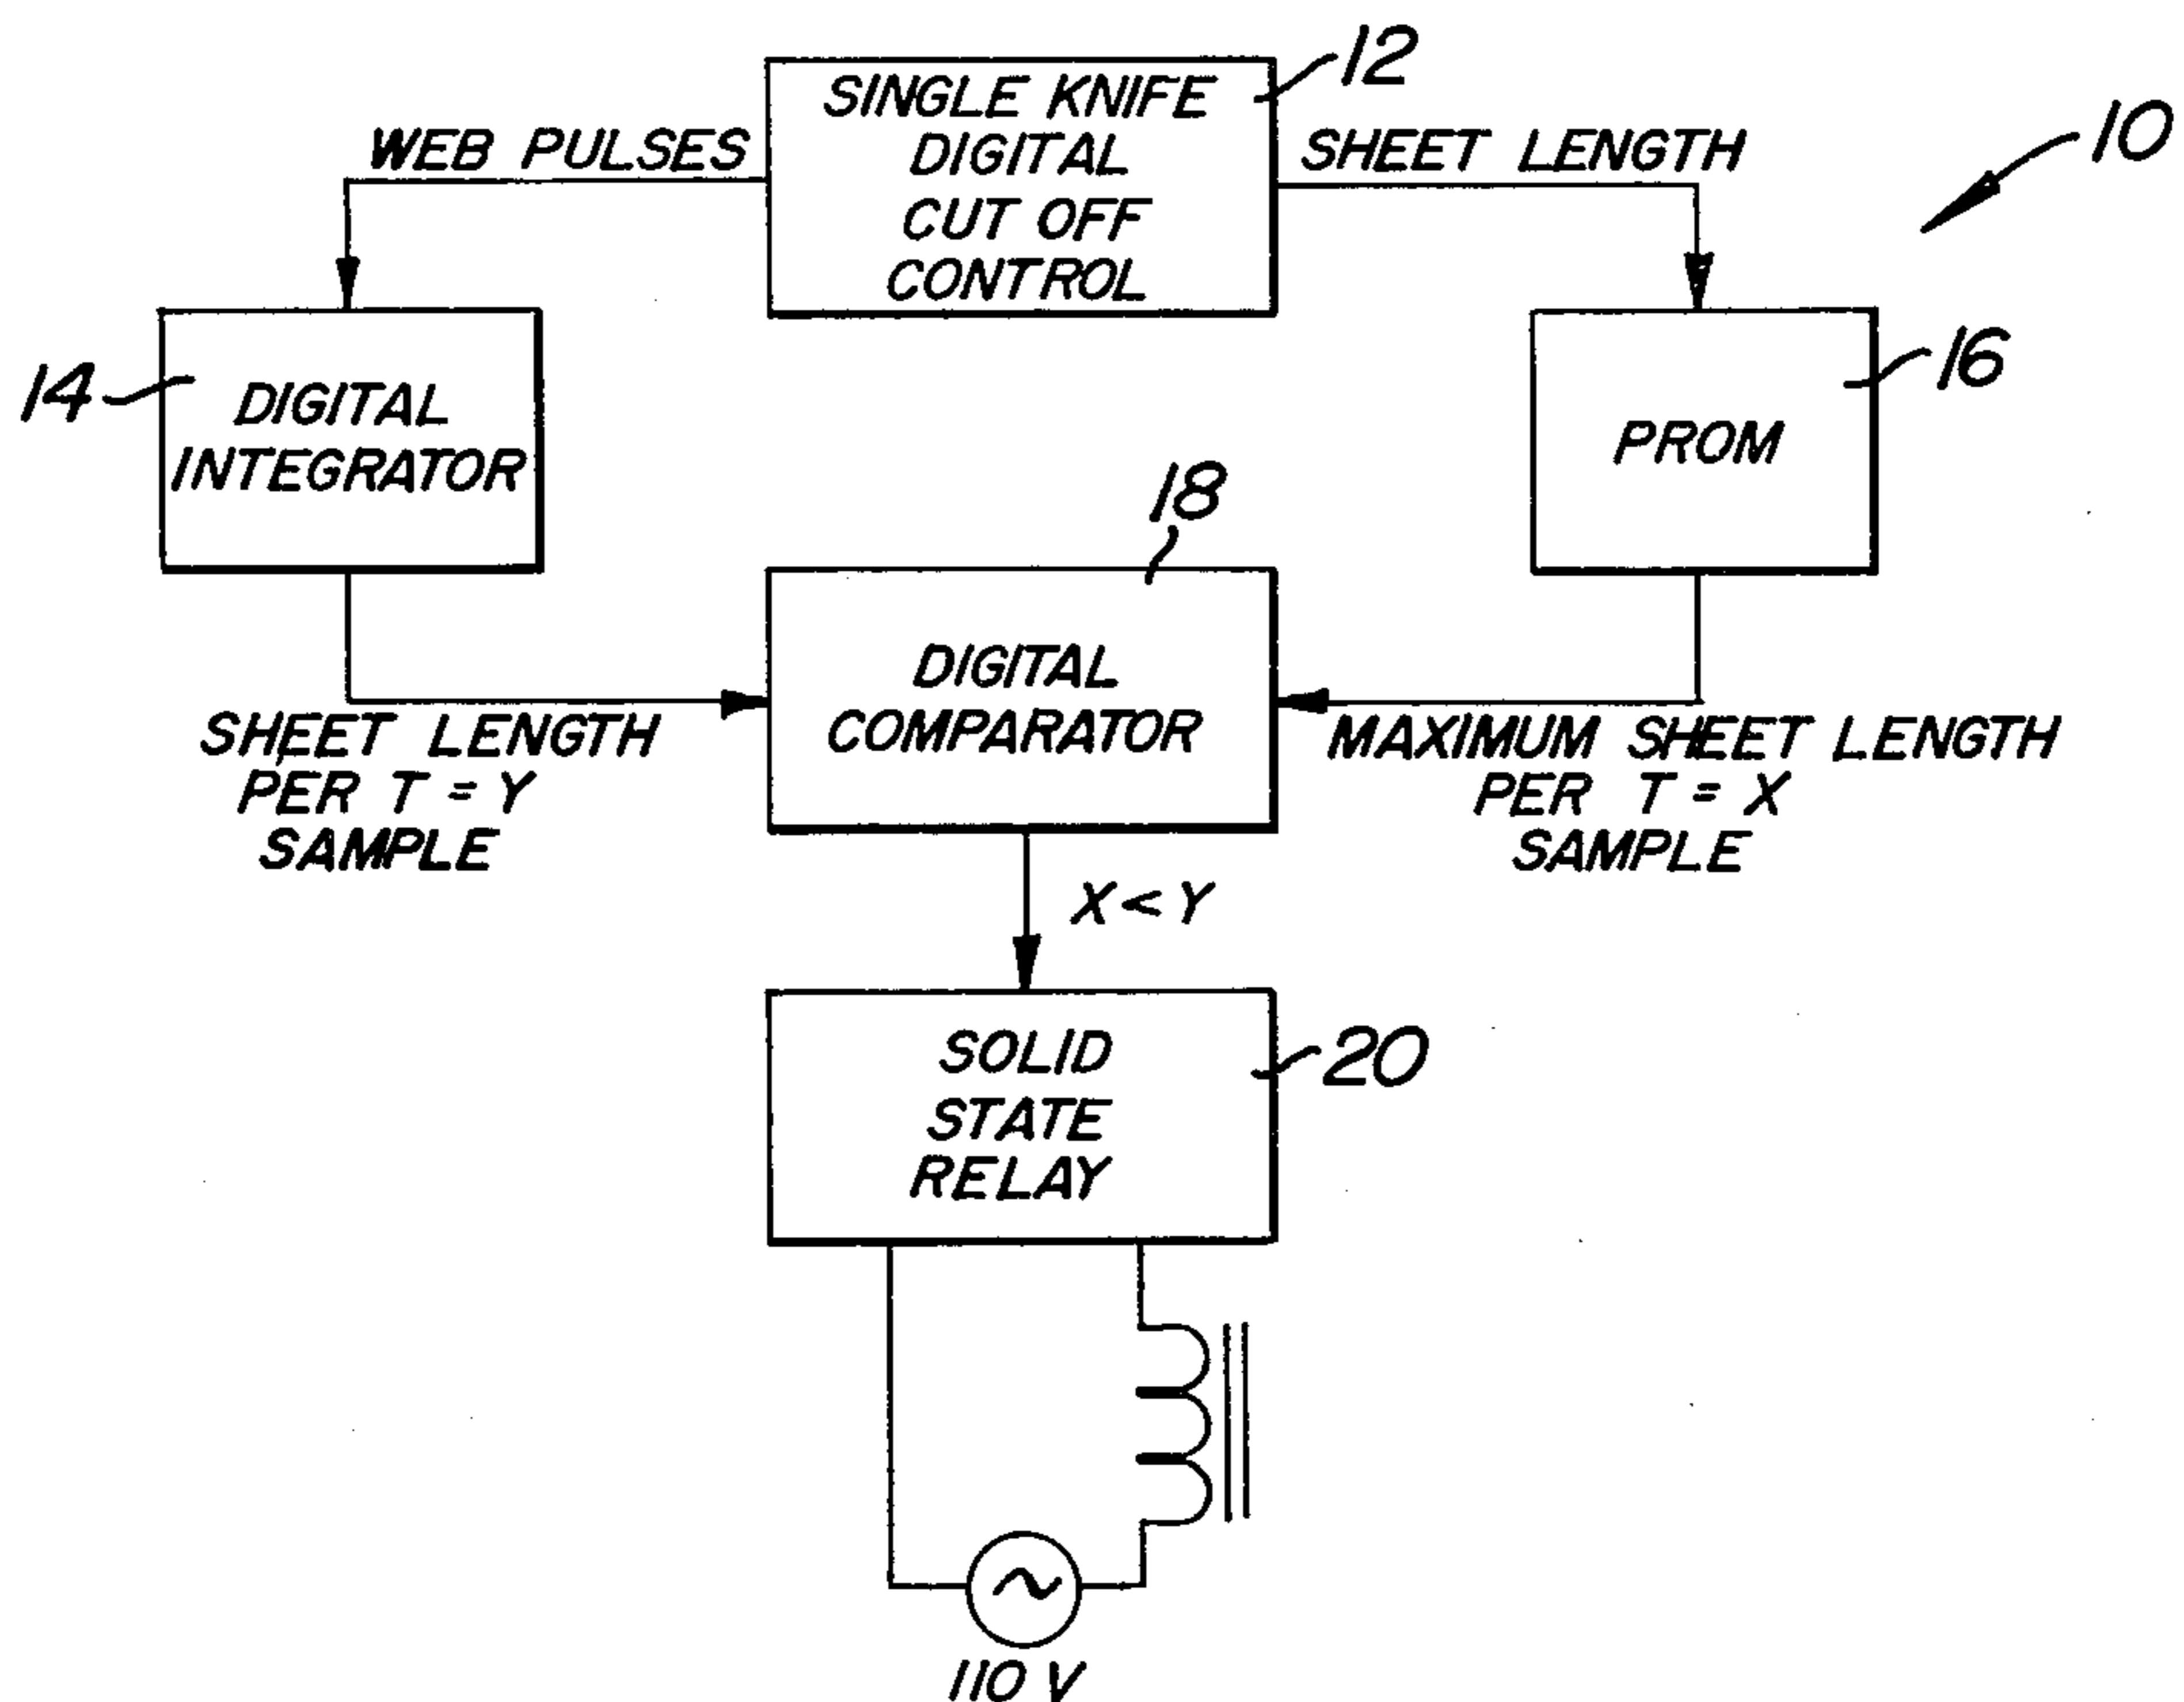 12
SINGLE KNIFE
DIGITAL
CUT OFF
CONTROL
WEB PULSES
SHEET LENGTH
10
14
DIGITAL
INTEGRATOR
16
PROM
18
DIGITAL
COMPARATOR
SHEET LENGTH
PER T = Y
SAMPLE
MAXIMUM SHEET LENGTH
PER T = X
SAMPLE
X < Y
SOLID
STATE
RELAY
20
110 V